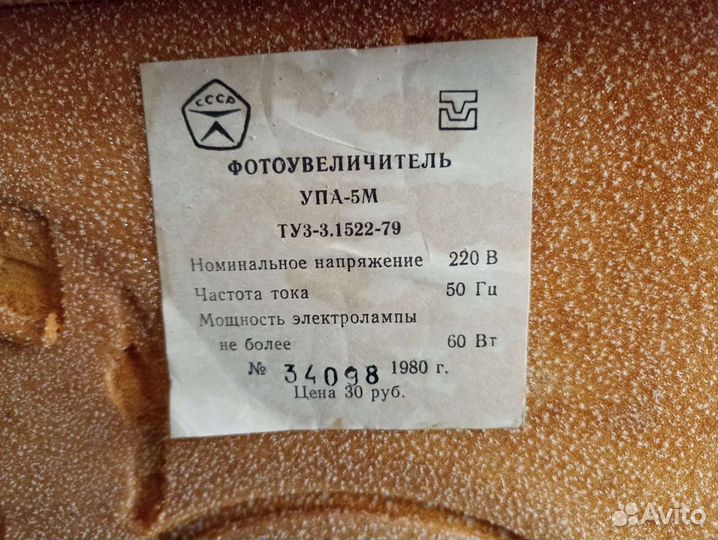 СССР
ФОТОУВЕЛИЧИТЕЛЬ
УПА-5М
ТУ3-3.1522-79
Номинальное напряжение 220 В
Частота тока 50 Гц
Мощность электролампы
не более 60 Вт
№ 34098 1980 г.
Цена 30 руб.
Avito